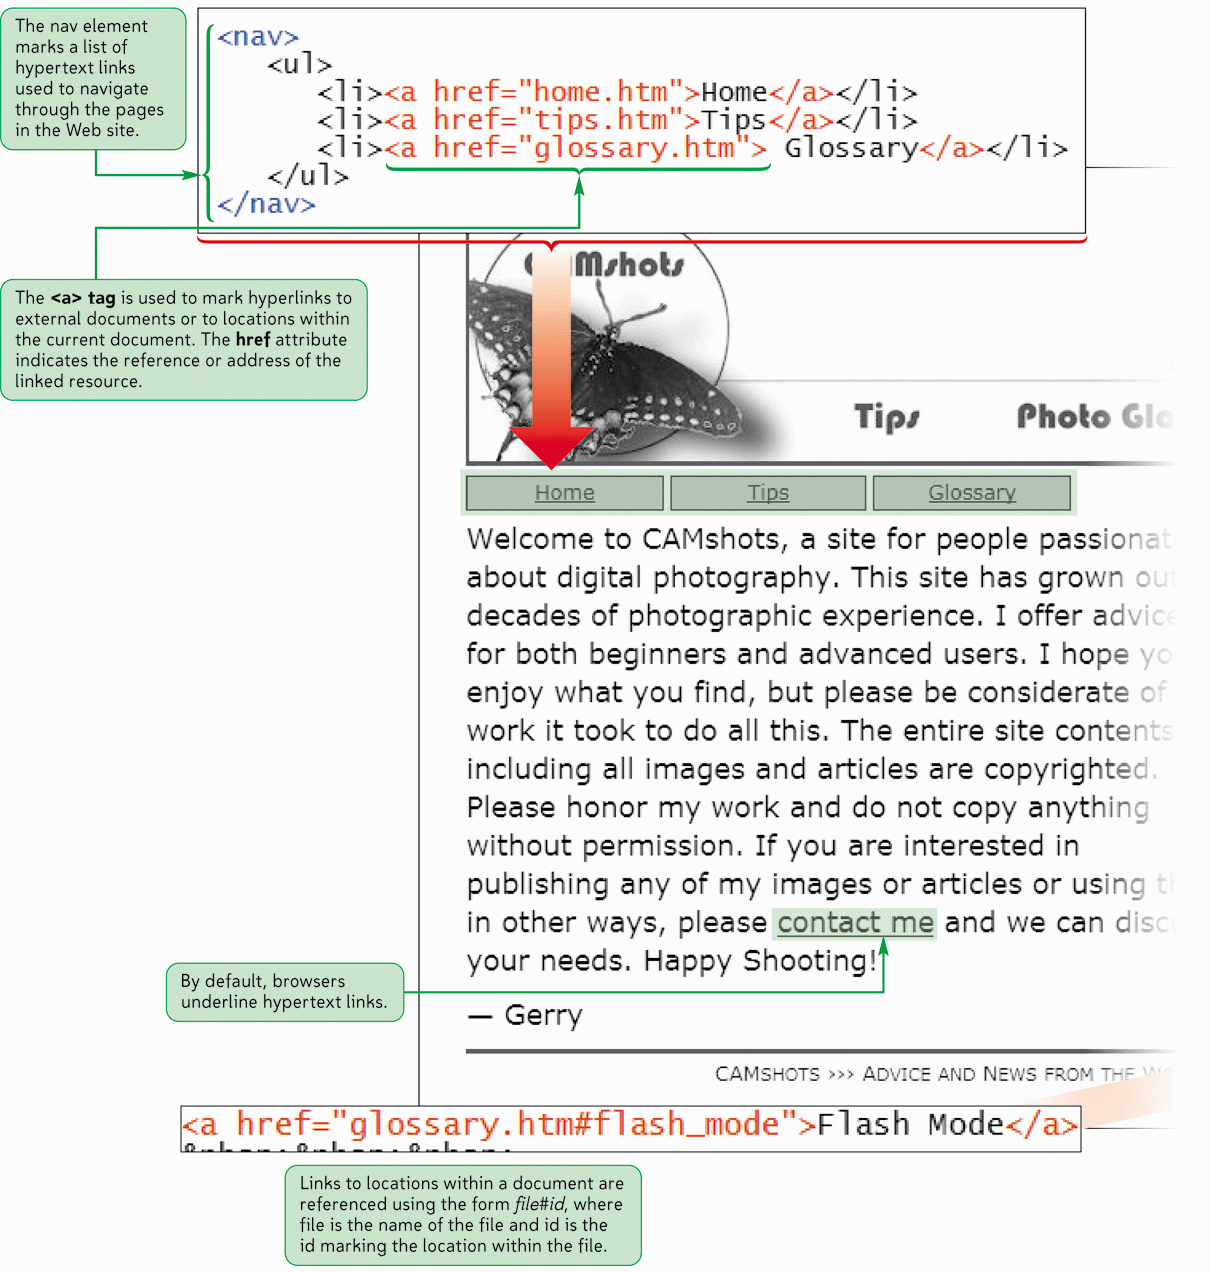 The nav element
marks a list of
hypertext links
used to navigate
through the pages
in the Web site.
<nav>
<ul>
<li><a href="home.htm">Home</a></li>
<li><a href="tips.htm">Tips</a></li>
<li><a href="glossary.htm"> Glossary</a></li>
</ul>
</nav>
The <a> tag is used to mark hyperlinks to
external documents or to locations within
the current document. The href attribute
indicates the reference or address of the
linked resource.
CAMshots
Tips Photo
Home Tips Glossary
Welcome to CAMshots, a site for people passionat
about digital photography. This site has grown out
decades of photographic experience. I offer advice
for both beginners and advanced users. I hope yo
enjoy what you find, but please be considerate of
work it took to do all this. The entire site contents
including all images and articles are copyrighted.
Please honor my work and do not copy anything
without permission. If you are interested in
publishing any of my images or articles or using th
in other ways, please contact me and we can discu
your needs. Happy Shooting!
By default, browsers
underline hypertext links.
— Gerry
CAMSHOTS >>> ADVICE AND NEWS FROM THE
<a href="glossary.htm#flash_mode">Flash Mode</a>
Links to locations within a document are
referenced using the form file#id, where
file is the name of the file and id is the
id marking the location within the file.